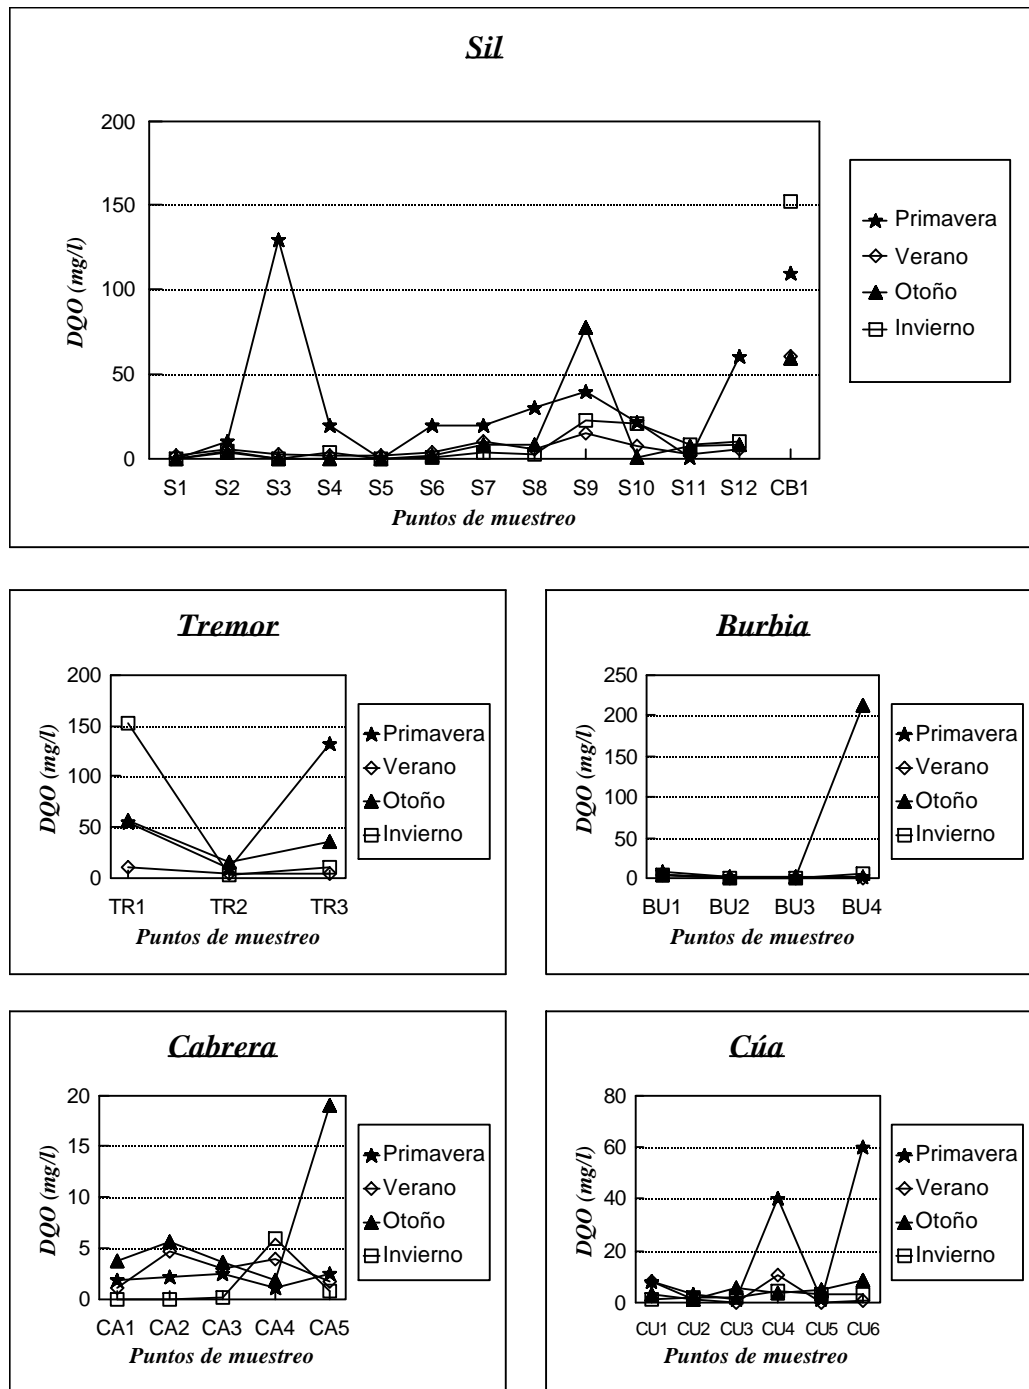 Sil
200
150
100
50
0
DQO (mg/l)
S1 S2 S3 S4 S5 S6 S7 S8 S9 S10 S11 S12 CB1
Puntos de muestreo
Primavera
Verano
Otoño
Invierno
Tremor
200
150
100
50
0
DQO (mg/l)
TR1 TR2 TR3
Puntos de muestreo
Primavera
Verano
Otoño
Invierno
Burbia
250
200
150
100
50
0
DQO (mg/l)
BU1 BU2 BU3 BU4
Puntos de muestreo
Primavera
Verano
Otoño
Invierno
Cabrera
20
15
10
5
0
DQO (mg/l)
CA1 CA2 CA3 CA4 CA5
Puntos de muestreo
Primavera
Verano
Otoño
Invierno
Cúa
80
60
40
20
0
DQO (mg/l)
CU1 CU2 CU3 CU4 CU5 CU6
Puntos de muestreo
Primavera
Verano
Otoño
Invierno